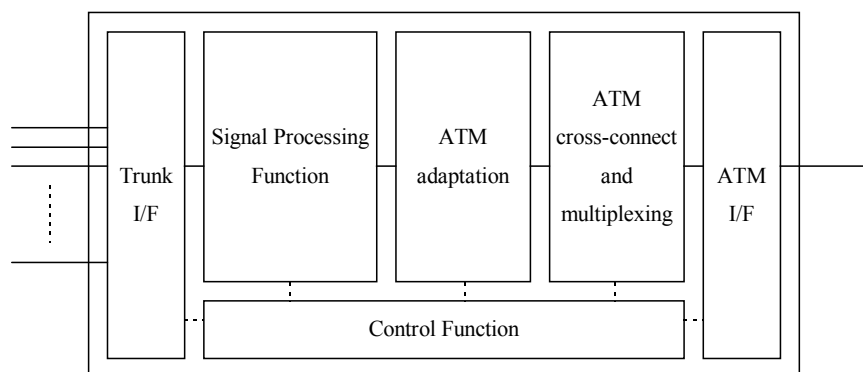 Trunk
I/F
Signal Processing
Function
ATM
adaptation
ATM
cross-connect
and
multiplexing
ATM
I/F
Control Function